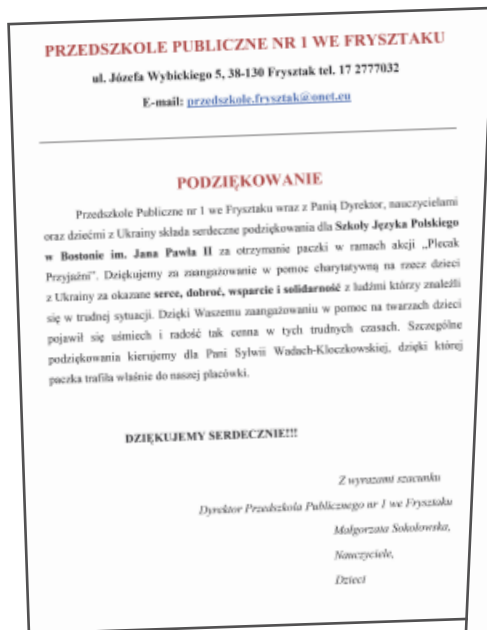 PRZEDSZKOLE PUBLICZNE NR 1 WE FRYSZTAKU
ul. Józefa Wybickiego 5, 38-130 Frysztak tel. 17 2777032
E-mail: przedszkole.frysztak@onet.eu
PODZIĘKOWANIE
Przedszkole Publiczne nr 1 we Frysztaku wraz z Panią Dyrektor, nauczycielami
oraz dziećmi z Ukrainy składa serdeczne podziękowania dla Szkoły Języka Polskiego
w Bostonie im. Jana Pawła II za otrzymanie paczki w ramach akcji „Plecak
Przyjaźni”. Dziękujemy za zaangażowanie w pomoc charytatywną na rzecz dzieci
z Ukrainy za okazane serce, dobroć, wsparcie i solidarność z ludźmi którzy znaleźli
się w trudnej sytuacji. Dzięki Waszemu zaangażowaniu w pomoc na twarzach dzieci
pojawił się uśmiech i radość tak cenna w tych trudnych czasach. Szczególne
podziękowania kierujemy dla Pani Sylwii Wadach-Kloczkowskiej, dzięki której
paczka trafiła właśnie do naszej placówki.
DZIĘKUJEMY SERDECZNIE!!!
Z wyrazami szacunku
Dyrektor Przedszkola Publicznego nr 1 we Frysztaku
Małgorzata Sokołowska,
Nauczyciele,
Dzieci